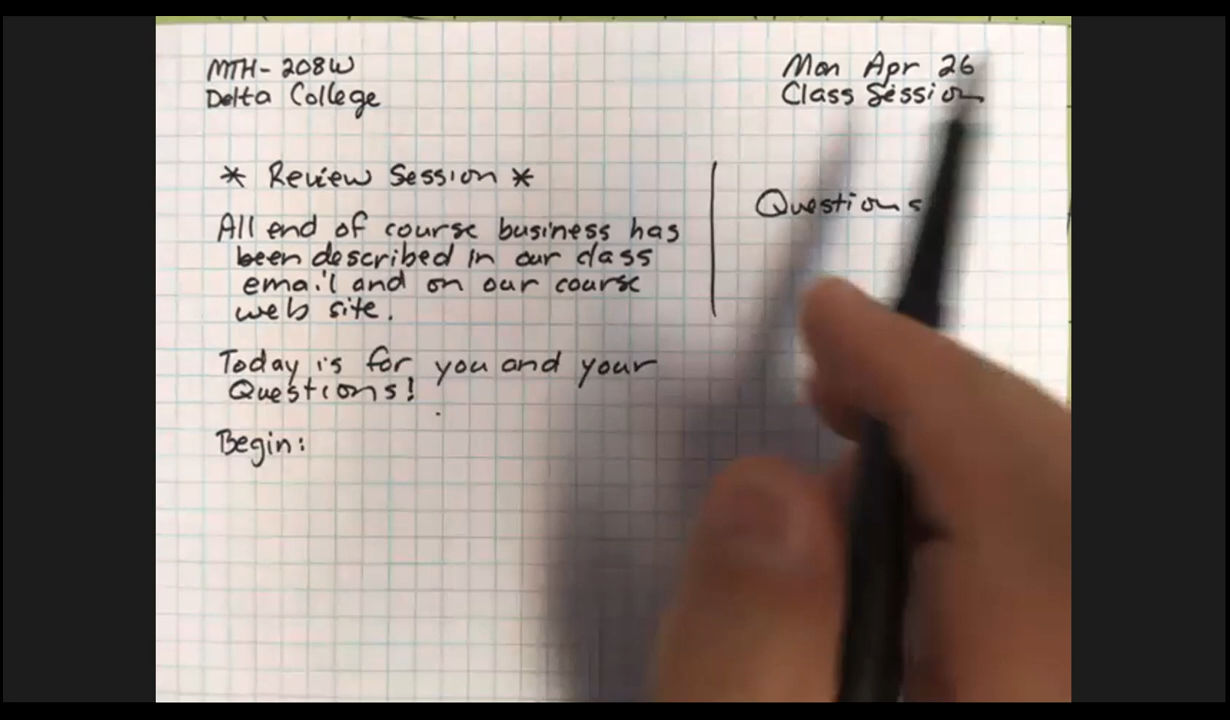 MTH-208W
Delta College
Mon Apr 26
Class Session
* Review Session *
All end of course business has
been described in our class
email and on our course
web site.
Today is for you and your
Questions!
Begin:
Questions